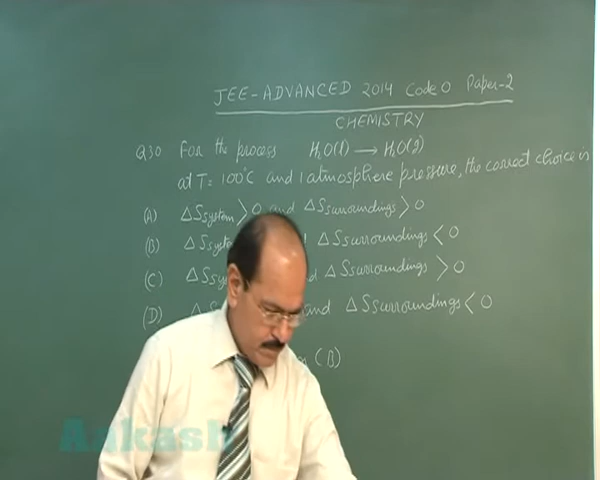 JEE-ADVANCED 2014 Code 0 Paper-2
CHEMISTRY
Q30 For the process H₂O(l) → H₂O(g)
at T = 100°C and 1 atmosphere pressure, the correct choice is
(A) ΔSsystem > 0 and ΔSsurroundings > 0
(B) ΔSsy ΔSsurroundings < 0
(C) ΔSsy ΔSsurroundings > 0
(D) and ΔSsurroundings < 0
(B)
Aakash